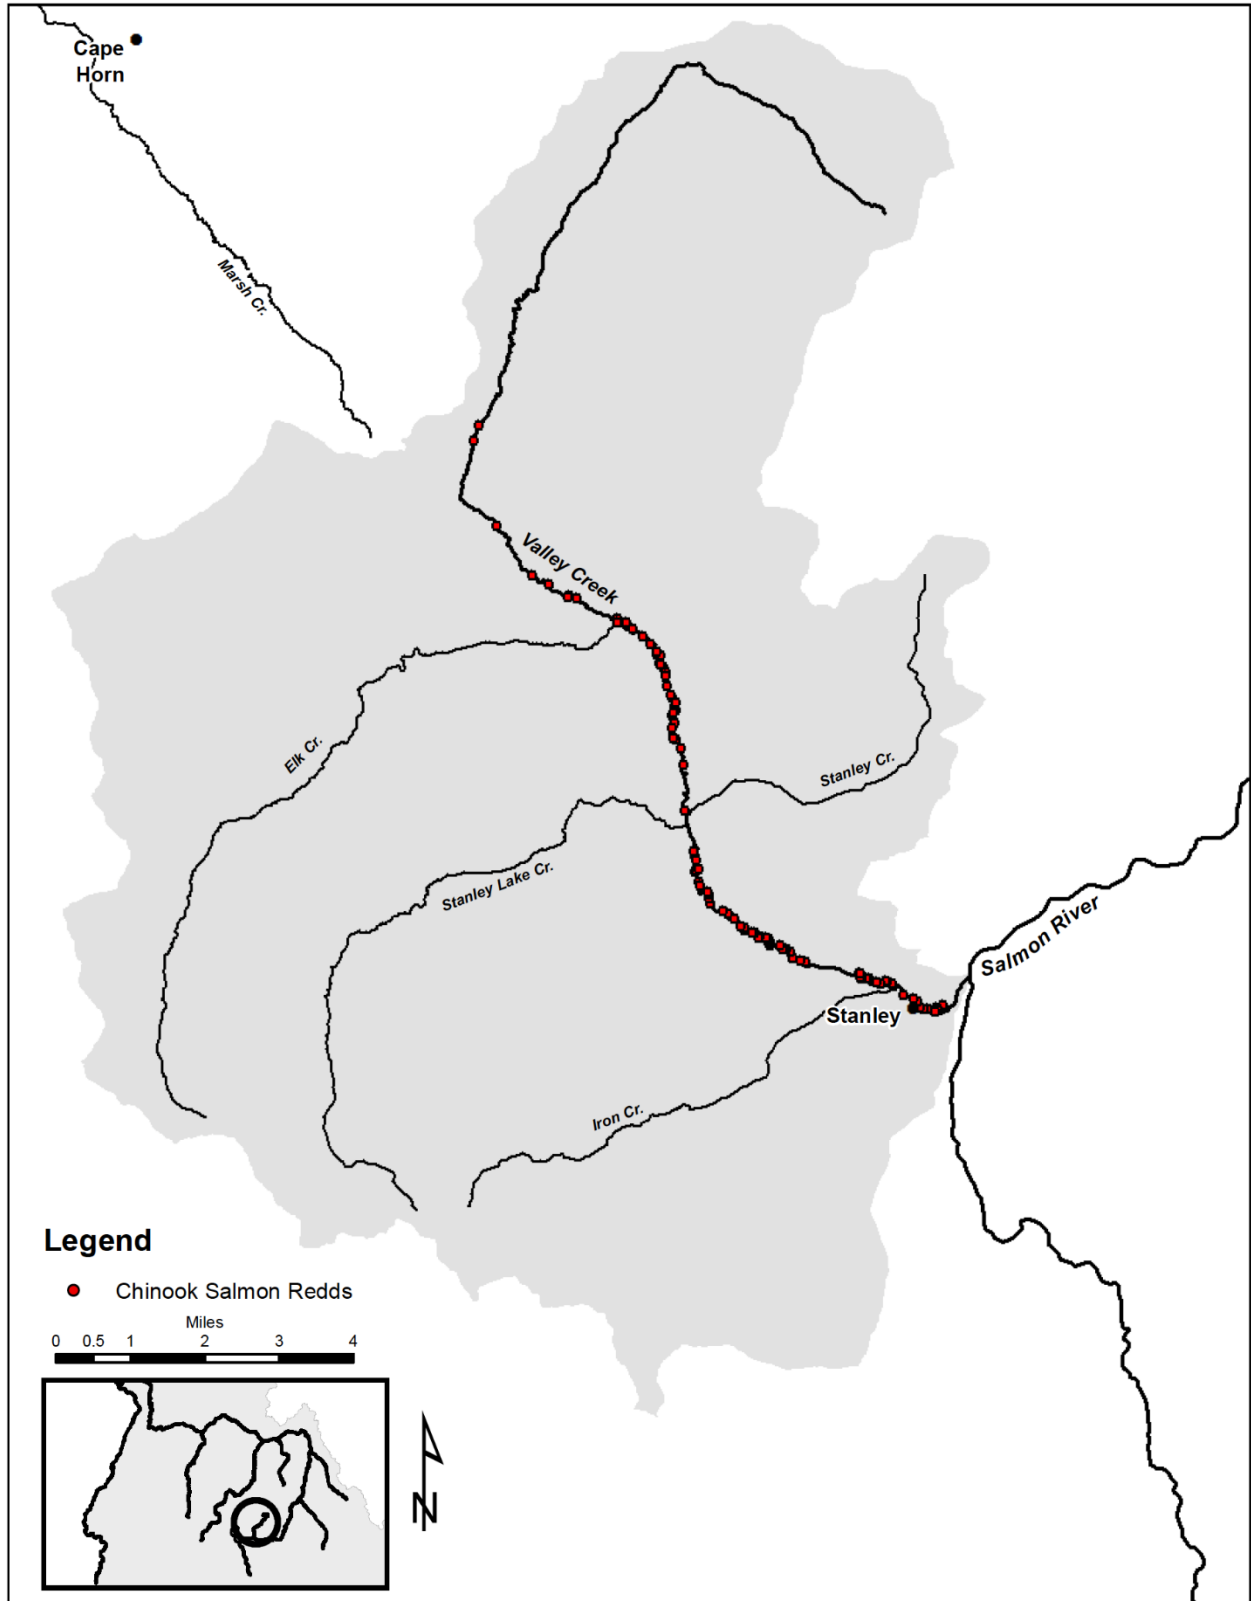 Cape
Horn
Marsh Cr.
Valley Creek
Elk Cr.
Stanley Cr.
Stanley Lake Cr.
Salmon River
Stanley
Iron Cr.
Legend
Chinook Salmon Redds
Miles
0 0.5 1 2 3 4
N